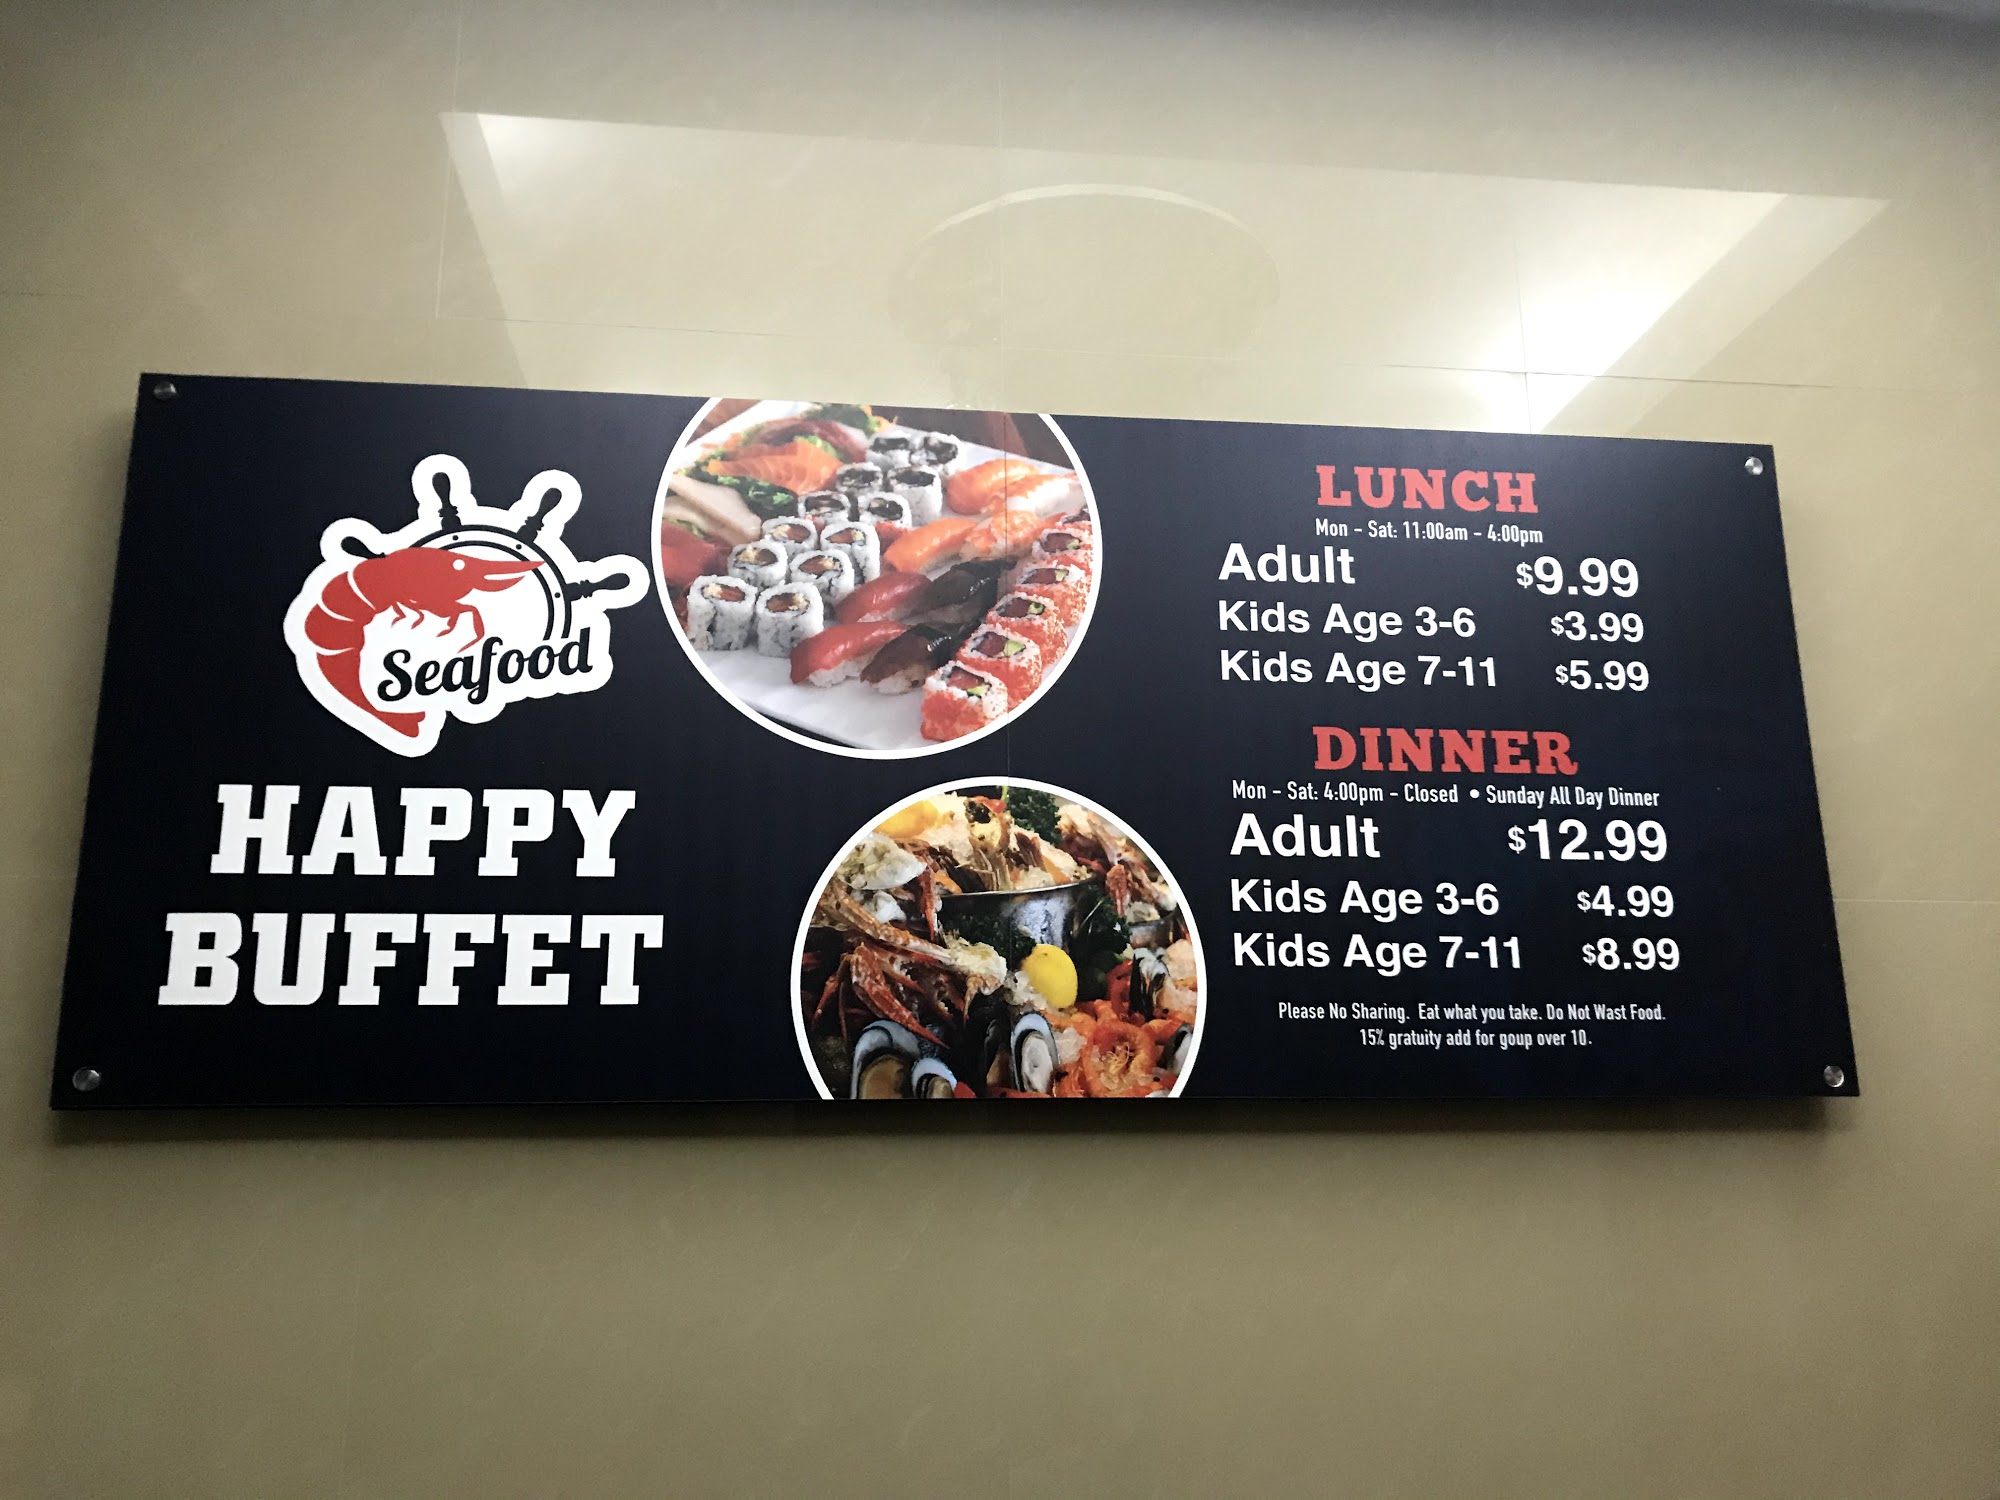 Seafood
HAPPY
BUFFET
LUNCH
Mon - Sat: 11:00am - 4:00pm
Adult $9.99
Kids Age 3-6 $3.99
Kids Age 7-11 $5.99
DINNER
Mon - Sat: 4:00pm - Closed • Sunday All Day Dinner
Adult $12.99
Kids Age 3-6 $4.99
Kids Age 7-11 $8.99
Please No Sharing. Eat what you take. Do Not Wast Food.
15% gratuity add for goup over 10.